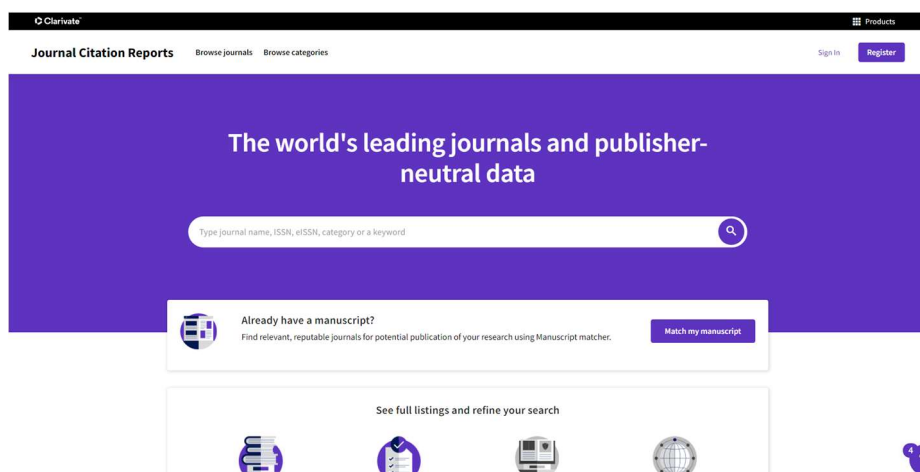 Clarivate™
Products
Journal Citation Reports Browse journals Browse categories Sign In Register
The world's leading journals and publisher-
neutral data
Type journal name, ISSN, eISSN, category or a keyword
Already have a manuscript?
Find relevant, reputable journals for potential publication of your research using Manuscript matcher.
Match my manuscript
See full listings and refine your search
4